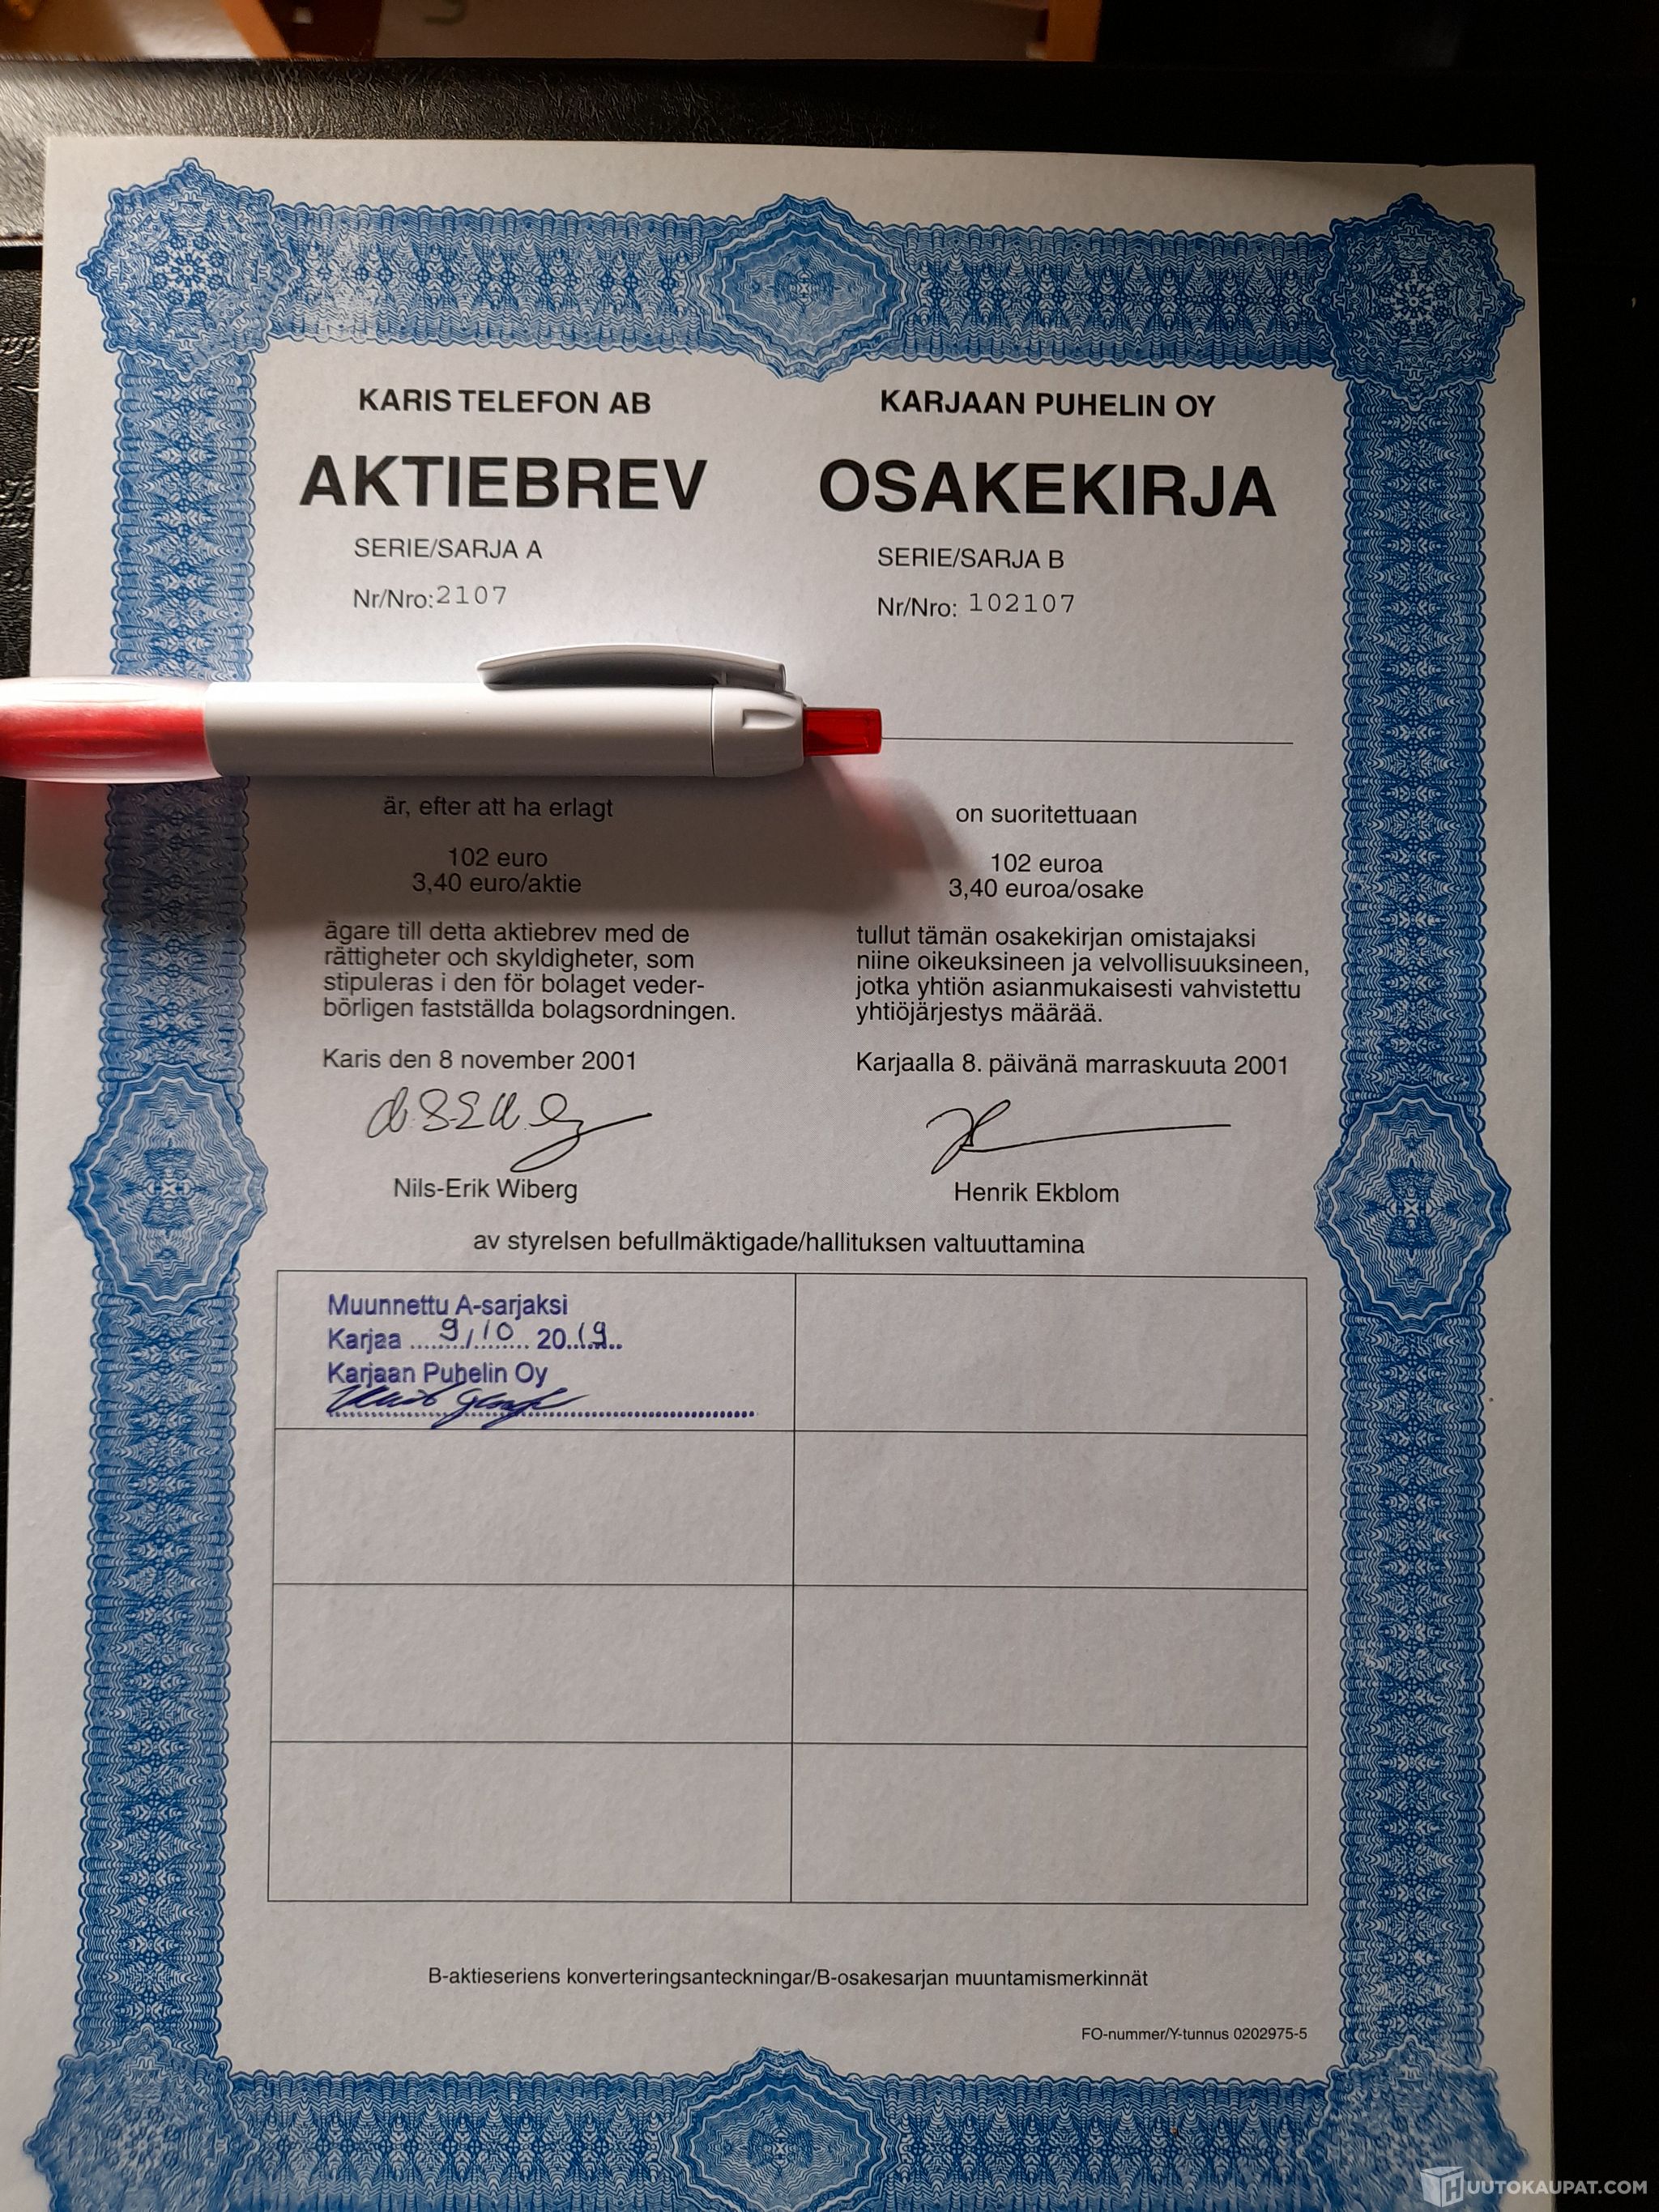 KARIS TELEFON AB
AKTIEBREV
SERIE/SARJA A
Nr/Nro: 2107
KARJAAN PUHELIN OY
OSAKEKIRJA
SERIE/SARJA B
Nr/Nro: 102107
är, efter att ha erlagt
102 euro
3,40 euro/aktie
ägare till detta aktiebrev med de
rättigheter och skyldigheter, som
stipuleras i den för bolaget veder-
börligen fastställda bolagsordningen.
Karis den 8 november 2001
Nils-Erik Wiberg
on suoritettuaan
102 euroa
3,40 euroa/osake
tullut tämän osakekirjan omistajaksi
niine oikeuksineen ja velvollisuuksineen,
jotka yhtiön asianmukaisesti vahvistettu
yhtiöjärjestys määrää.
Karjaalla 8. päivänä marraskuuta 2001
Henrik Ekblom
av styrelsen befullmäktigade/hallituksen valtuuttamina
Muunnettu A-sarjaksi
Karjaa 9/10 2019
Karjaan Puhelin Oy
B-aktieseriens konverteringsanteckningar/B-osakesarjan muuntamismerkinnät
FO-nummer/Y-tunnus 0202975-5
HUUTOKAUPAT.COM